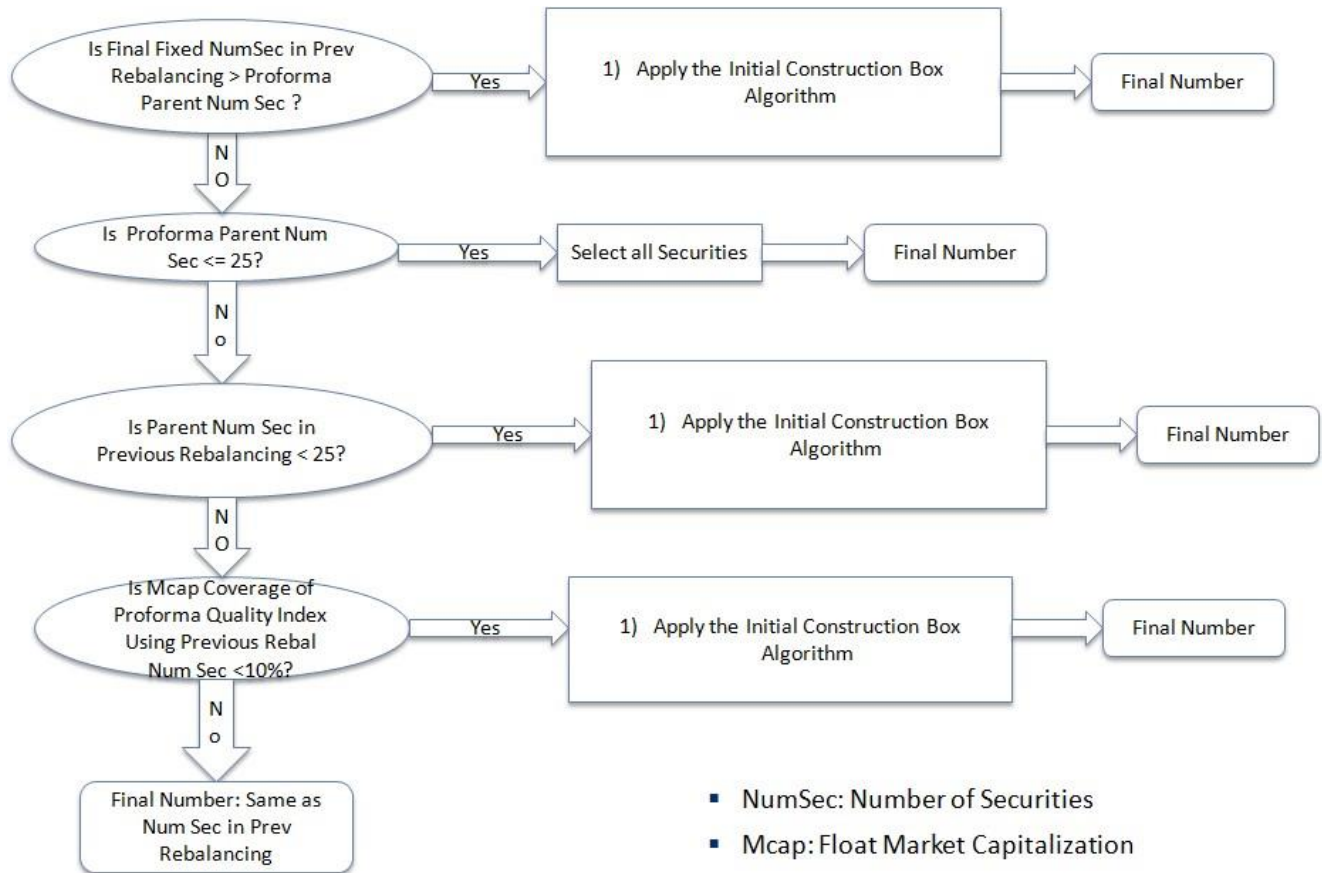 Is Final Fixed NumSec in Prev
Rebalancing > Proforma
Parent Num Sec ?
Yes
1) Apply the Initial Construction Box
Algorithm
Final Number
N
O
Is Proforma Parent Num
Sec <= 25?
Yes
Select all Securities
Final Number
N
o
Is Parent Num Sec in
Previous Rebalancing < 25?
Yes
1) Apply the Initial Construction Box
Algorithm
Final Number
N
O
Is Mcap Coverage of
Proforma Quality Index
Using Previous Rebal
Num Sec <10%?
Yes
1) Apply the Initial Construction Box
Algorithm
Final Number
N
o
Final Number: Same as
Num Sec in Prev
Rebalancing
▪ NumSec: Number of Securities
▪ Mcap: Float Market Capitalization